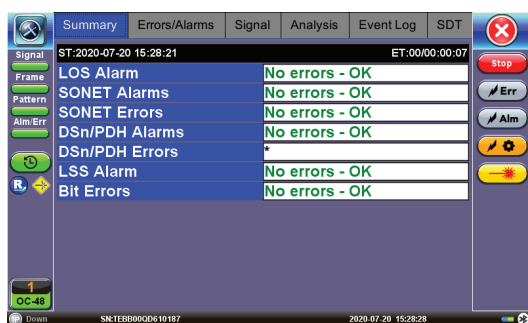 Summary Errors/Alarms Signal Analysis Event Log SDT
ST:2020-07-20 15:28:21 ET:00/00:00:07
Signal
Frame
Pattern
Alm/Err
LOS Alarm No errors - OK
SONET Alarms No errors - OK
SONET Errors No errors - OK
DSn/PDH Alarms No errors - OK
DSn/PDH Errors *
LSS Alarm No errors - OK
Bit Errors No errors - OK
Stop
Err
Alm
R
1
OC-48
IP Down SN:TEBB00QD610187 2020-07-20 15:28:28